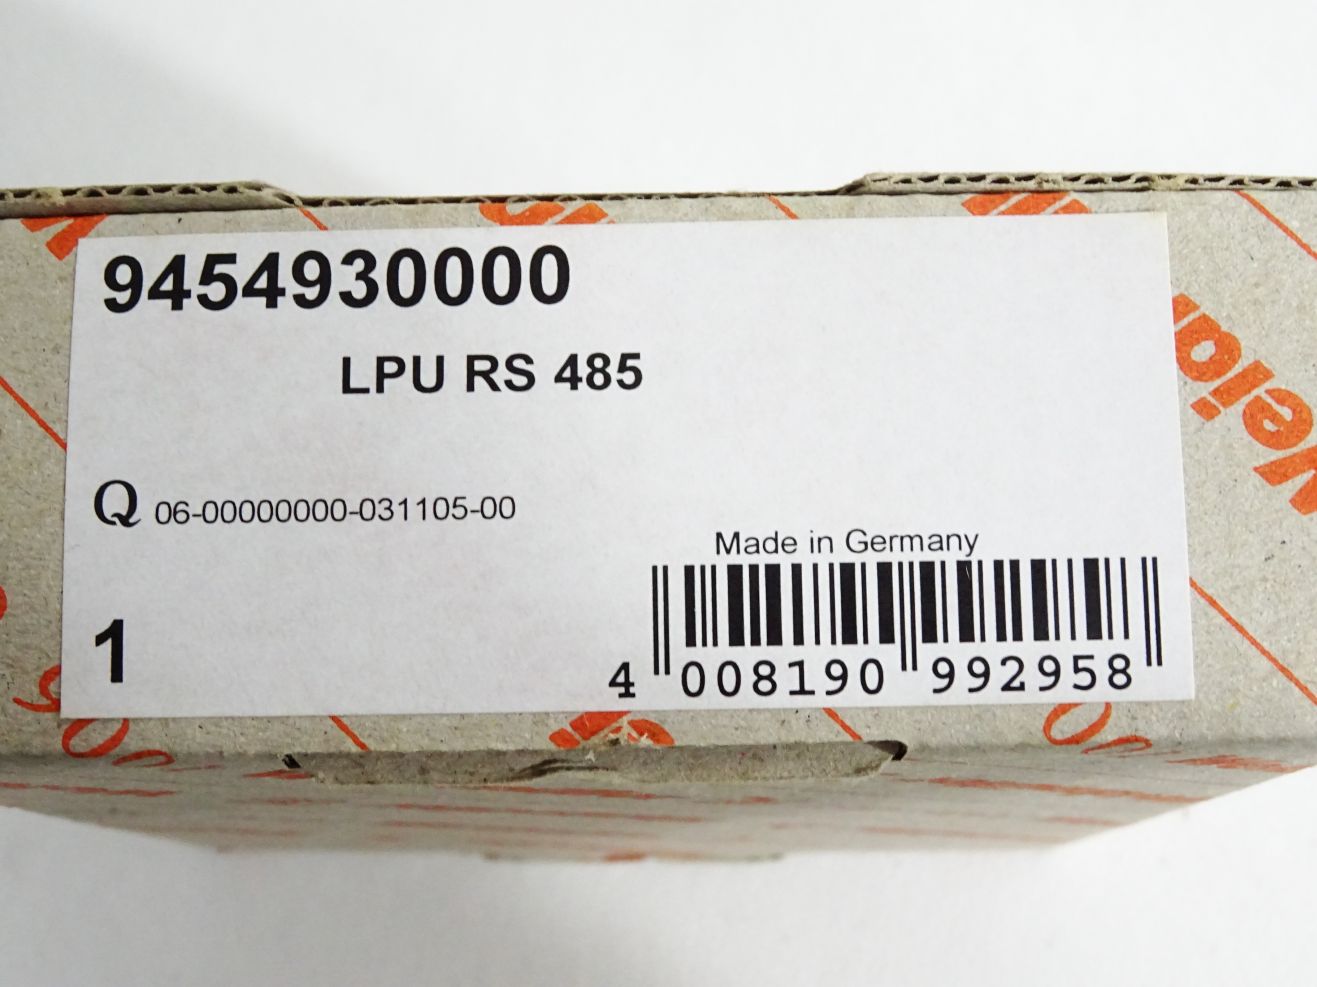 9454930000
LPU RS 485
Q 06-00000000-031105-00
Made in Germany
1
4 008190 992958